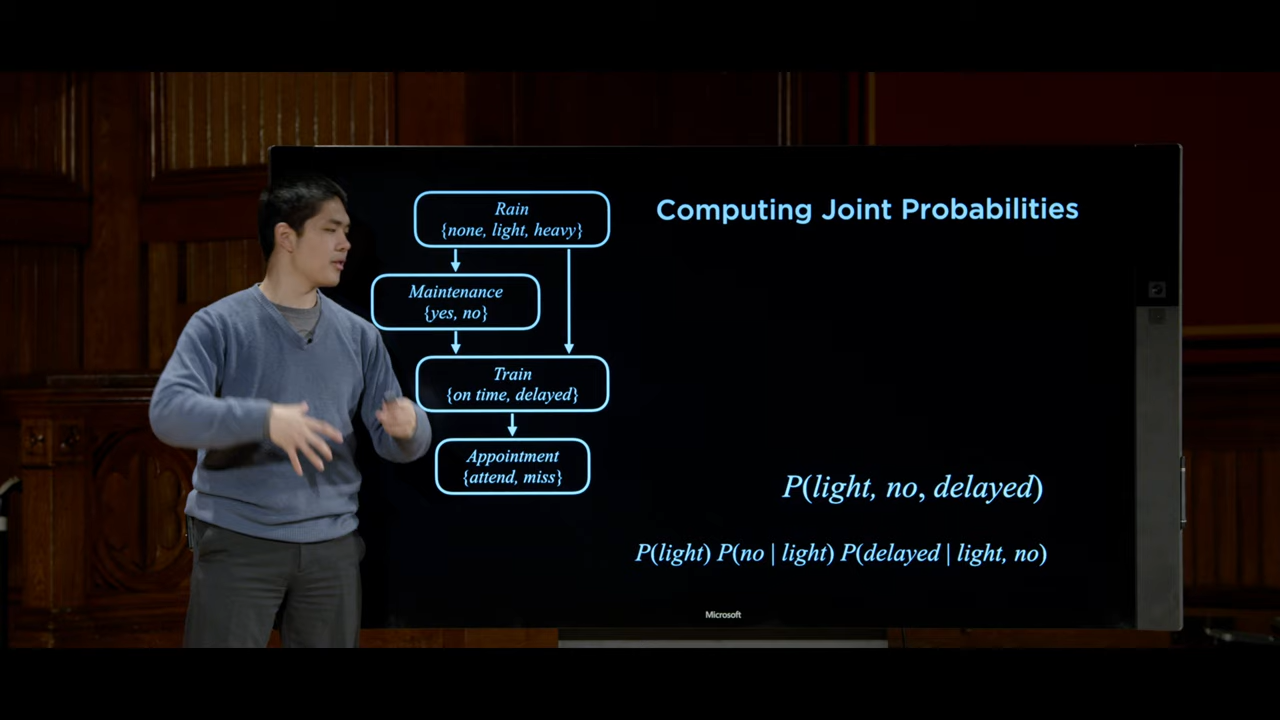 Computing Joint Probabilities
Rain
{none, light, heavy}
Maintenance
{yes, no}
Train
{on time, delayed}
Appointment
{attend, miss}
P(light, no, delayed)
P(light) P(no | light) P(delayed | light, no)
Microsoft